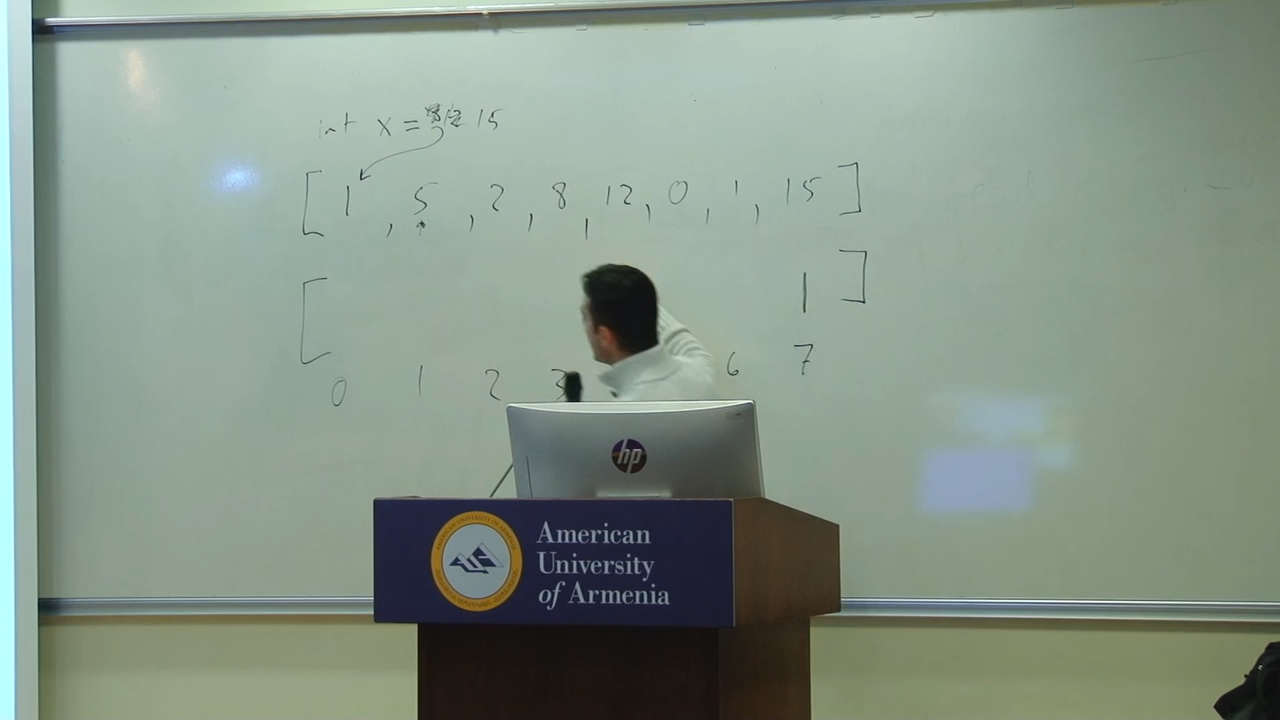 int x = 15
[ 1 , 5 , 2 , 8 , 12 , 0 , 1 , 15 ]
[ 1 ]
0 1 2 3 6 7
hp
American
University
of Armenia